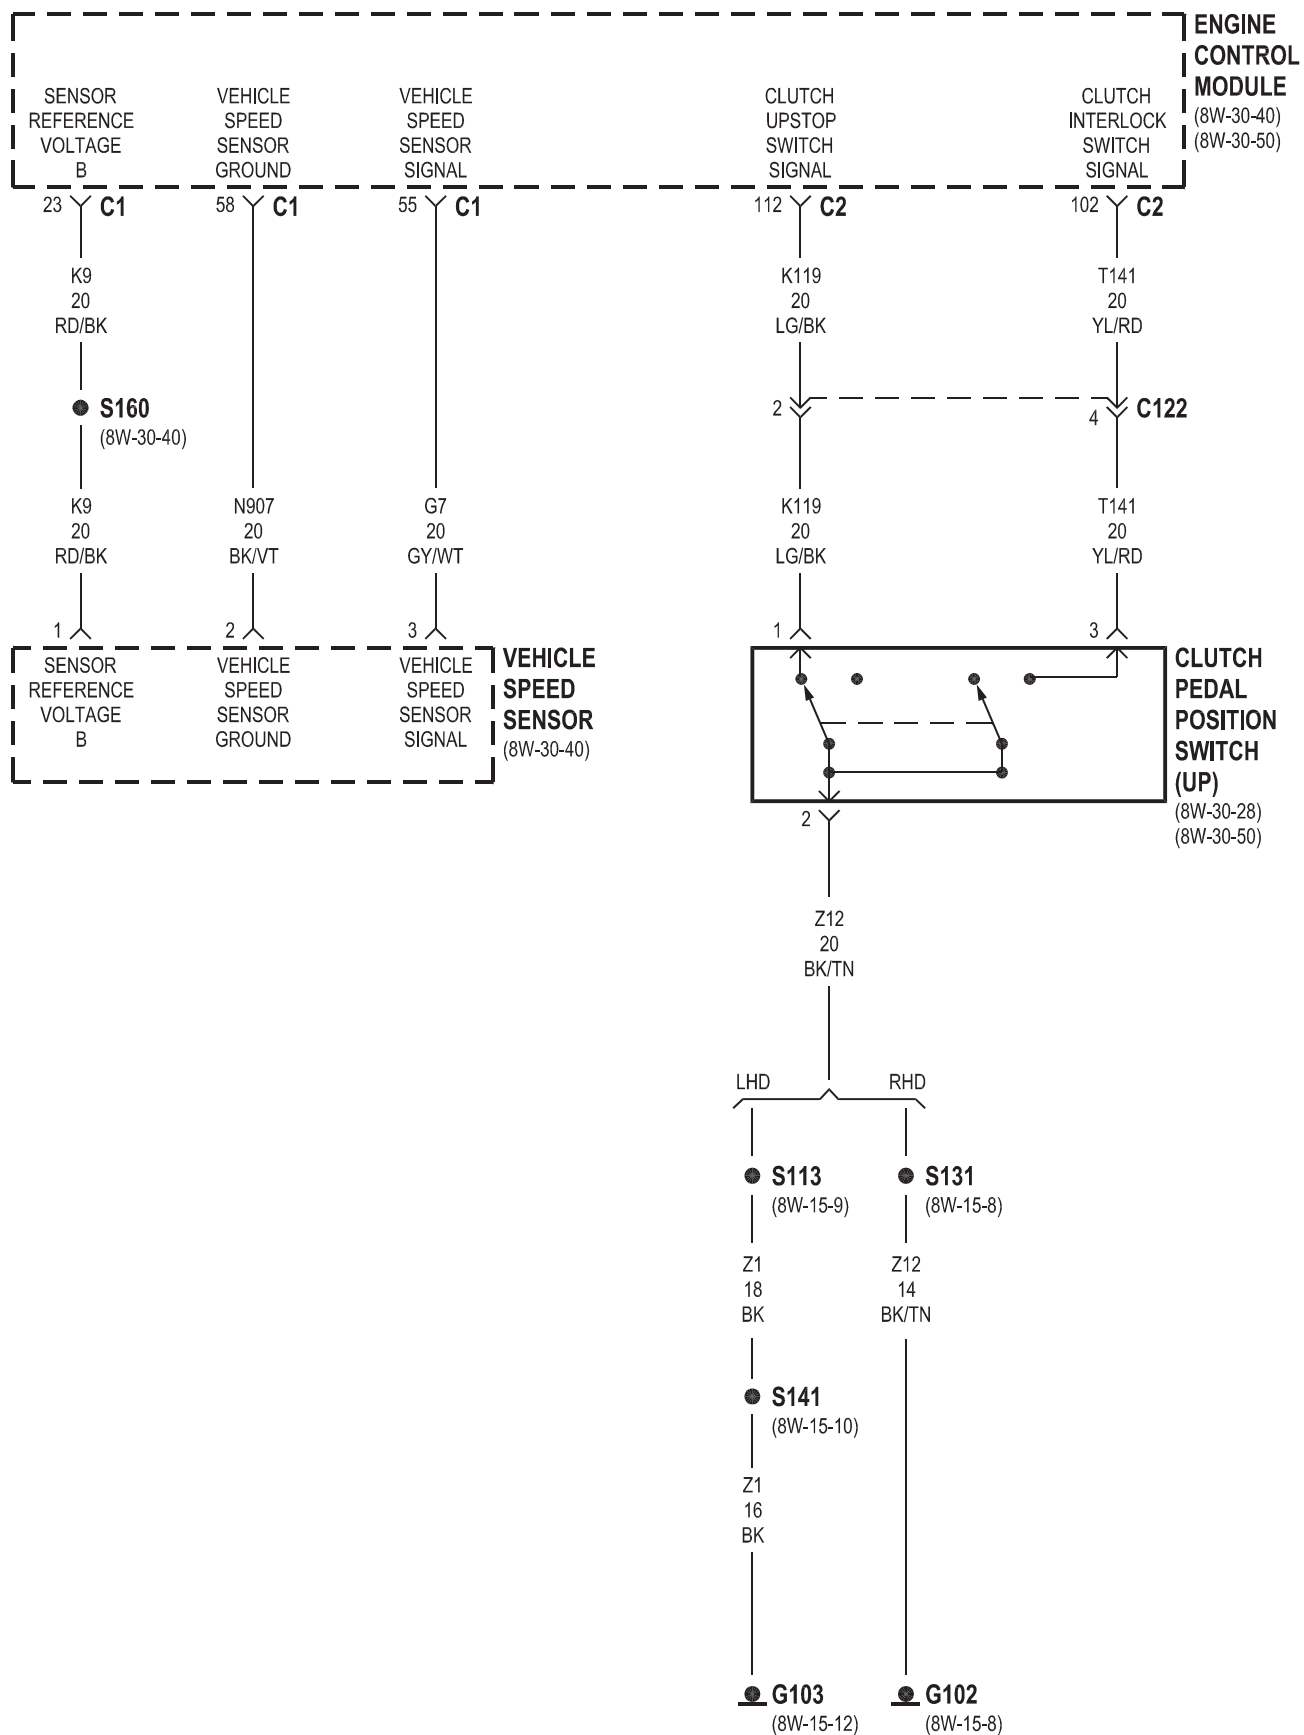 ENGINE
CONTROL
MODULE
(8W-30-40)
(8W-30-50)
SENSOR
REFERENCE
VOLTAGE
B
VEHICLE
SPEED
SENSOR
GROUND
VEHICLE
SPEED
SENSOR
SIGNAL
CLUTCH
UPSTOP
SWITCH
SIGNAL
CLUTCH
INTERLOCK
SWITCH
SIGNAL
23 C1
58 C1
55 C1
112 C2
102 C2
K9
20
RD/BK
K119
20
LG/BK
T141
20
YL/RD
S160
(8W-30-40)
2
4
C122
K9
20
RD/BK
N907
20
BK/VT
G7
20
GY/WT
K119
20
LG/BK
T141
20
YL/RD
1
2
3
1
3
SENSOR
REFERENCE
VOLTAGE
B
VEHICLE
SPEED
SENSOR
GROUND
VEHICLE
SPEED
SENSOR
SIGNAL
VEHICLE
SPEED
SENSOR
(8W-30-40)
CLUTCH
PEDAL
POSITION
SWITCH
(UP)
(8W-30-28)
(8W-30-50)
2
Z12
20
BK/TN
LHD
RHD
S113
(8W-15-9)
S131
(8W-15-8)
Z1
18
BK
Z12
14
BK/TN
S141
(8W-15-10)
Z1
16
BK
G103
(8W-15-12)
G102
(8W-15-8)